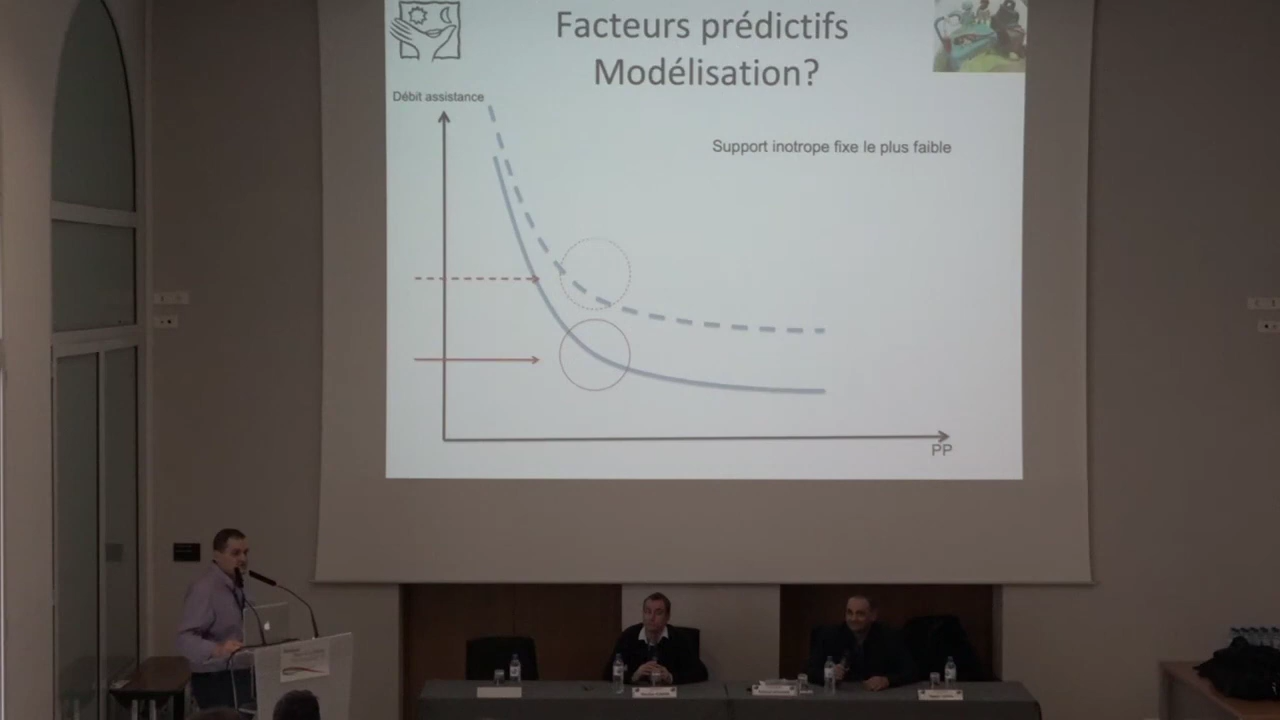 Facteurs prédictifs
Modélisation?
Débit assistance
Support inotrope fixe le plus faible
PP